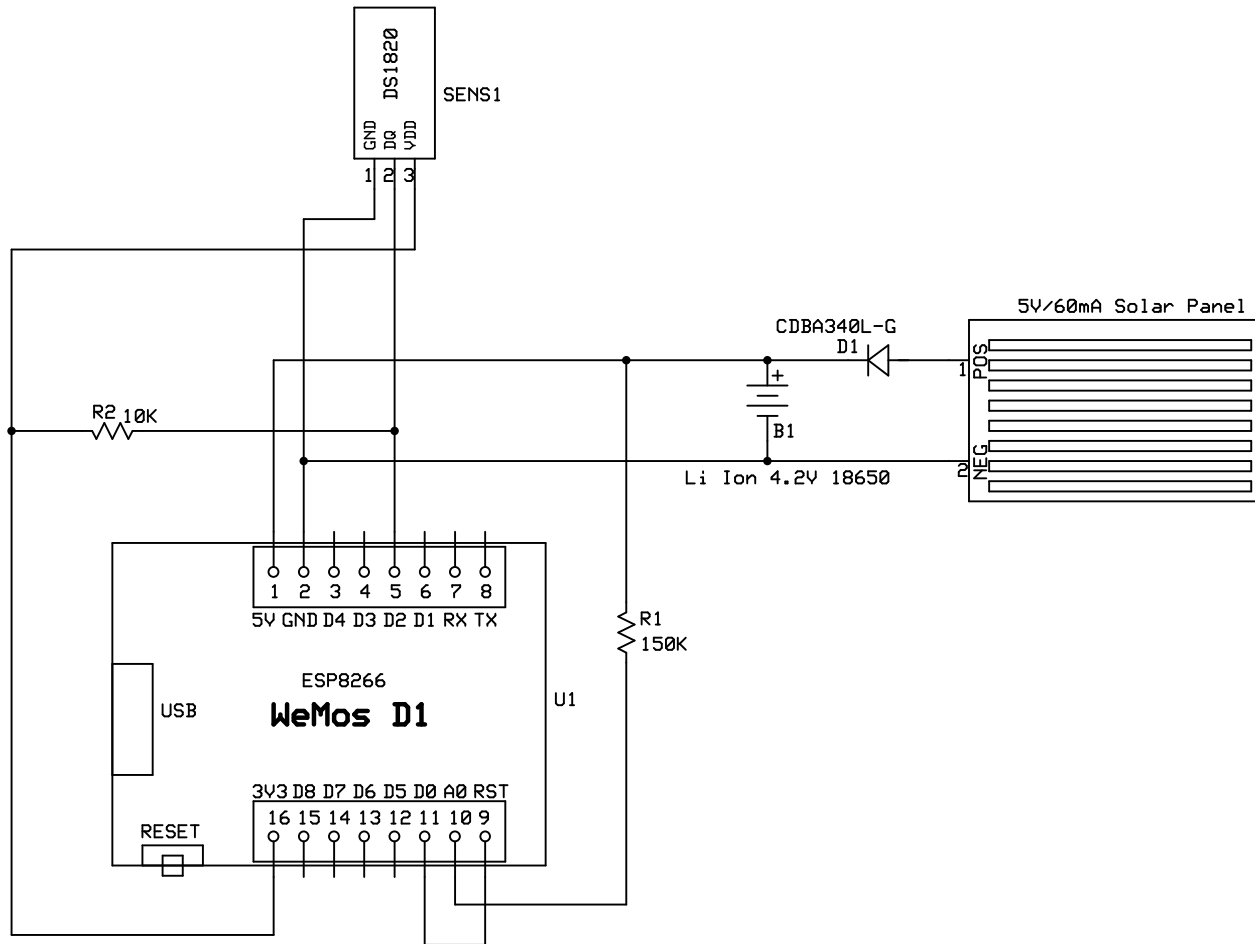 DS1820
SENS1
GND
DQ
VDD
1 2 3
5V/60mA Solar Panel
CDBA340L-G
D1
1 POS
+
B1
R2 10K
2 NEG
Li Ion 4.2V 18650
1 2 3 4 5 6 7 8
5V GND D4 D3 D2 D1 RX TX
R1
150K
ESP8266
WeMos D1
USB
U1
3V3 D8 D7 D6 D5 D0 A0 RST
16 15 14 13 12 11 10 9
RESET